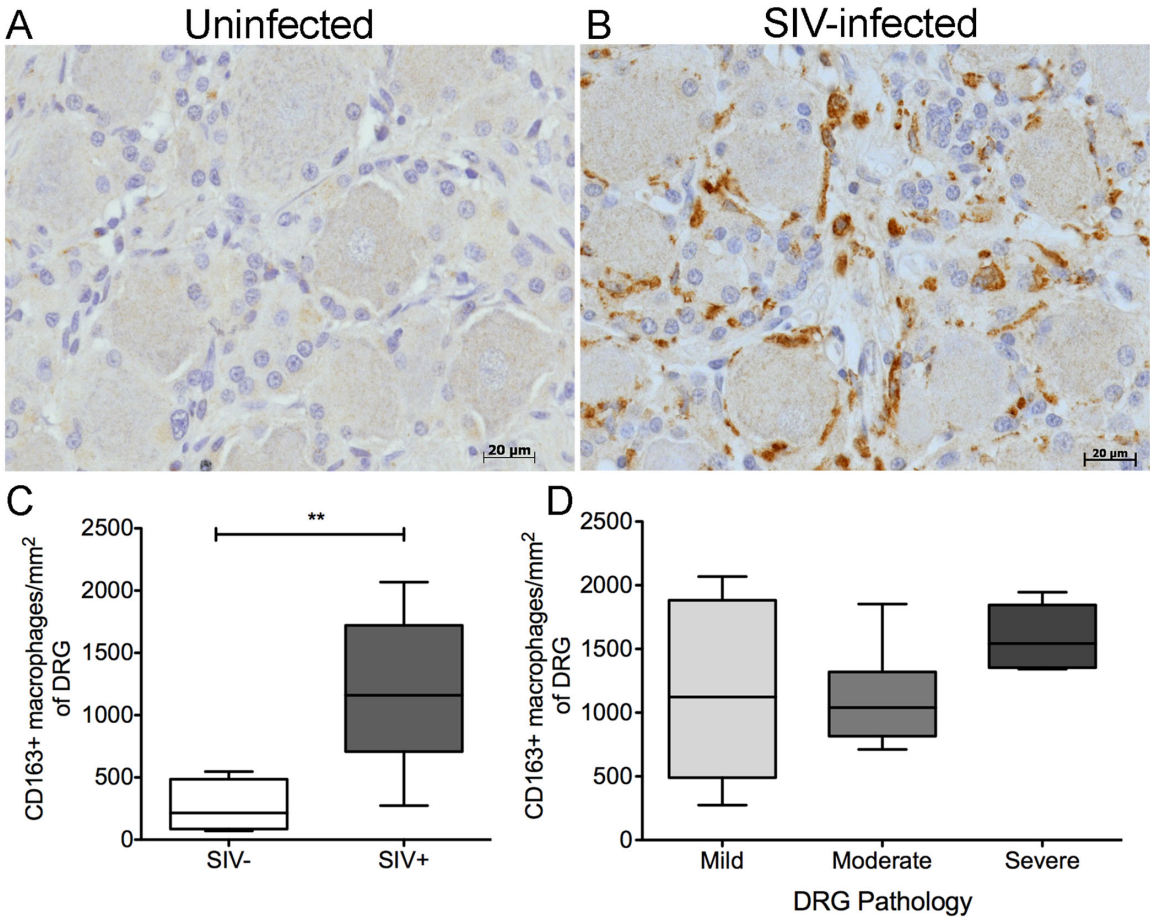 A
Uninfected
B
SIV-infected
20 µm
20 µm
C
CD163+ macrophages/mm²
of DRG
2500
2000
1500
1000
500
0
**
SIV-
SIV+
D
CD163+ macrophages/mm²
of DRG
2500
2000
1500
1000
500
0
Mild
Moderate
Severe
DRG Pathology